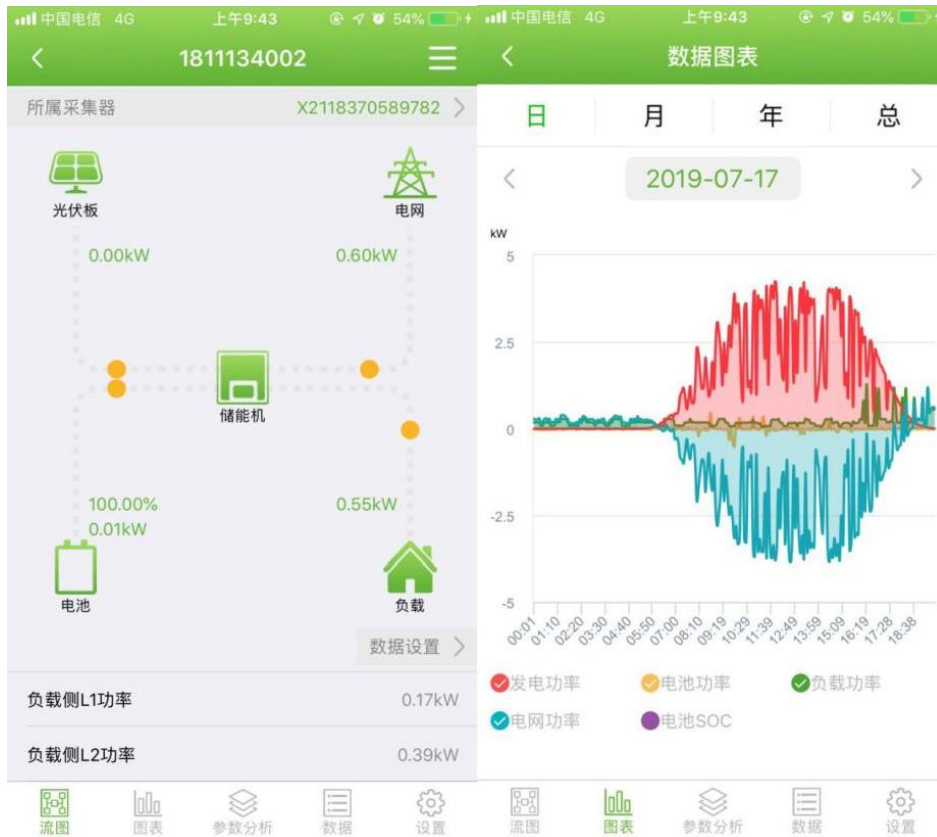 中国电信 4G 上午9:43 54%
1811134002
所属采集器 X2118370589782
光伏板 电网
0.00kW 0.60kW
储能机
100.00% 0.55kW
0.01kW
电池 负载
数据设置
负载侧L1功率 0.17kW
负载侧L2功率 0.39kW
流图 图表 参数分析 数据 设置
中国电信 4G 上午9:43 54%
数据图表
日 月 年 总
2019-07-17
kW
5
2.5
0
-2.5
-5
00:01 01:10 02:20 03:30 04:40 05:50 07:00 08:10 09:19 10:29 11:39 12:49 13:59 15:09 16:19 17:28 18:38
发电功率 电池功率 负载功率
电网功率 电池SOC
流图 图表 参数分析 数据 设置